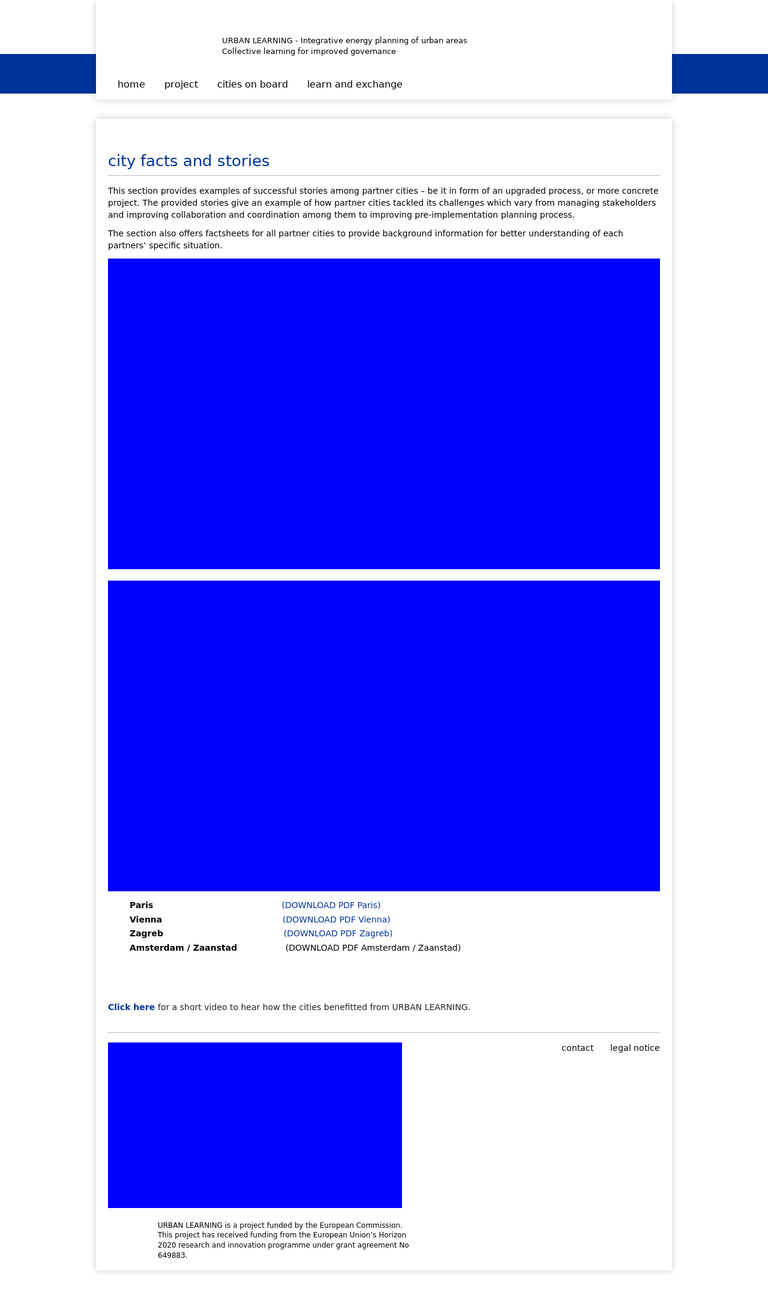 URBAN LEARNING - Integrative energy planning of urban areas
Collective learning for improved governance
home project cities on board learn and exchange
city facts and stories
This section provides examples of successful stories among partner cities – be it in form of an upgraded process, or more concrete
project. The provided stories give an example of how partner cities tackled its challenges which vary from managing stakeholders
and improving collaboration and coordination among them to improving pre-implementation planning process.
The section also offers factsheets for all partner cities to provide background information for better understanding of each
partners’ specific situation.
Paris (DOWNLOAD PDF Paris)
Vienna (DOWNLOAD PDF Vienna)
Zagreb (DOWNLOAD PDF Zagreb)
Amsterdam / Zaanstad (DOWNLOAD PDF Amsterdam / Zaanstad)
Click here for a short video to hear how the cities benefitted from URBAN LEARNING.
contact legal notice
URBAN LEARNING is a project funded by the European Commission.
This project has received funding from the European Union’s Horizon
2020 research and innovation programme under grant agreement No
649883.